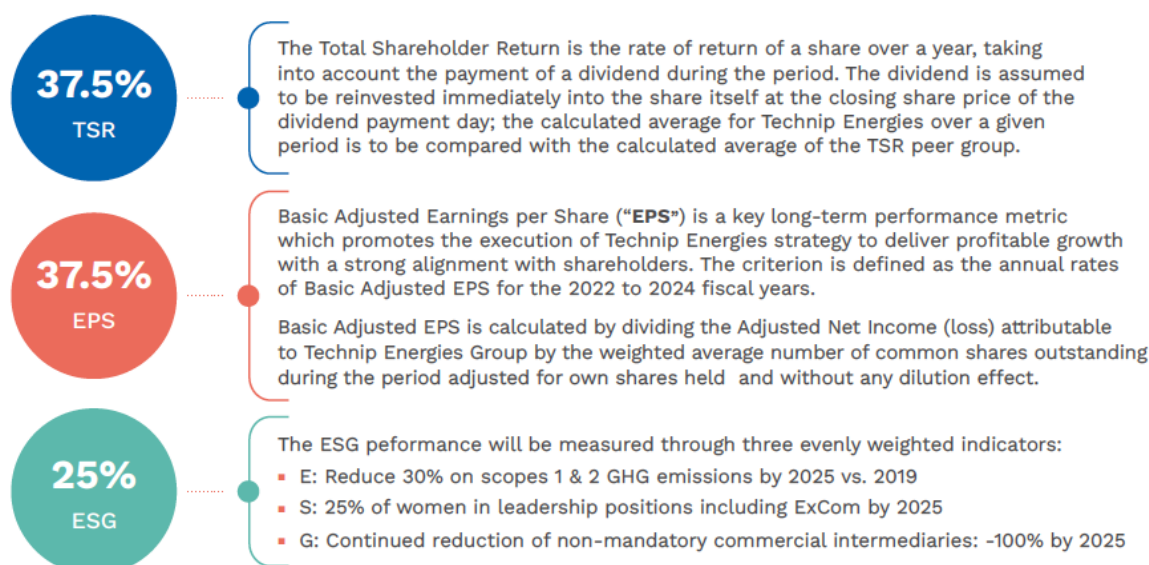 37.5%
TSR
The Total Shareholder Return is the rate of return of a share over a year, taking
into account the payment of a dividend during the period. The dividend is assumed
to be reinvested immediately into the share itself at the closing share price of the
dividend payment day; the calculated average for Technip Energies over a given
period is to be compared with the calculated average of the TSR peer group.
37.5%
EPS
Basic Adjusted Earnings per Share (“EPS”) is a key long-term performance metric
which promotes the execution of Technip Energies strategy to deliver profitable growth
with a strong alignment with shareholders. The criterion is defined as the annual rates
of Basic Adjusted EPS for the 2022 to 2024 fiscal years.
Basic Adjusted EPS is calculated by dividing the Adjusted Net Income (loss) attributable
to Technip Energies Group by the weighted average number of common shares outstanding
during the period adjusted for own shares held and without any dilution effect.
25%
ESG
The ESG peformance will be measured through three evenly weighted indicators:
▪ E: Reduce 30% on scopes 1 & 2 GHG emissions by 2025 vs. 2019
▪ S: 25% of women in leadership positions including ExCom by 2025
▪ G: Continued reduction of non-mandatory commercial intermediaries: -100% by 2025